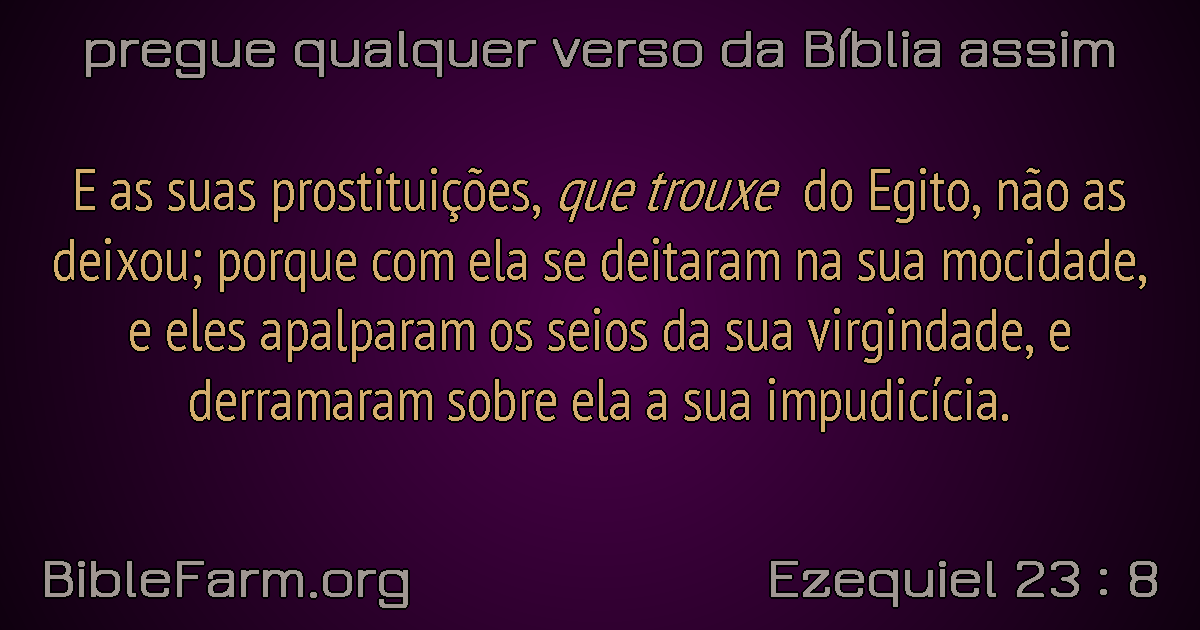 pregue qualquer verso da Bíblia assim
E as suas prostituições, que trouxe do Egito, não as
deixou; porque com ela se deitaram na sua mocidade,
e eles apalparam os seios da sua virgindade, e
derramaram sobre ela a sua impudicícia.
BibleFarm.org
Ezequiel 23 : 8